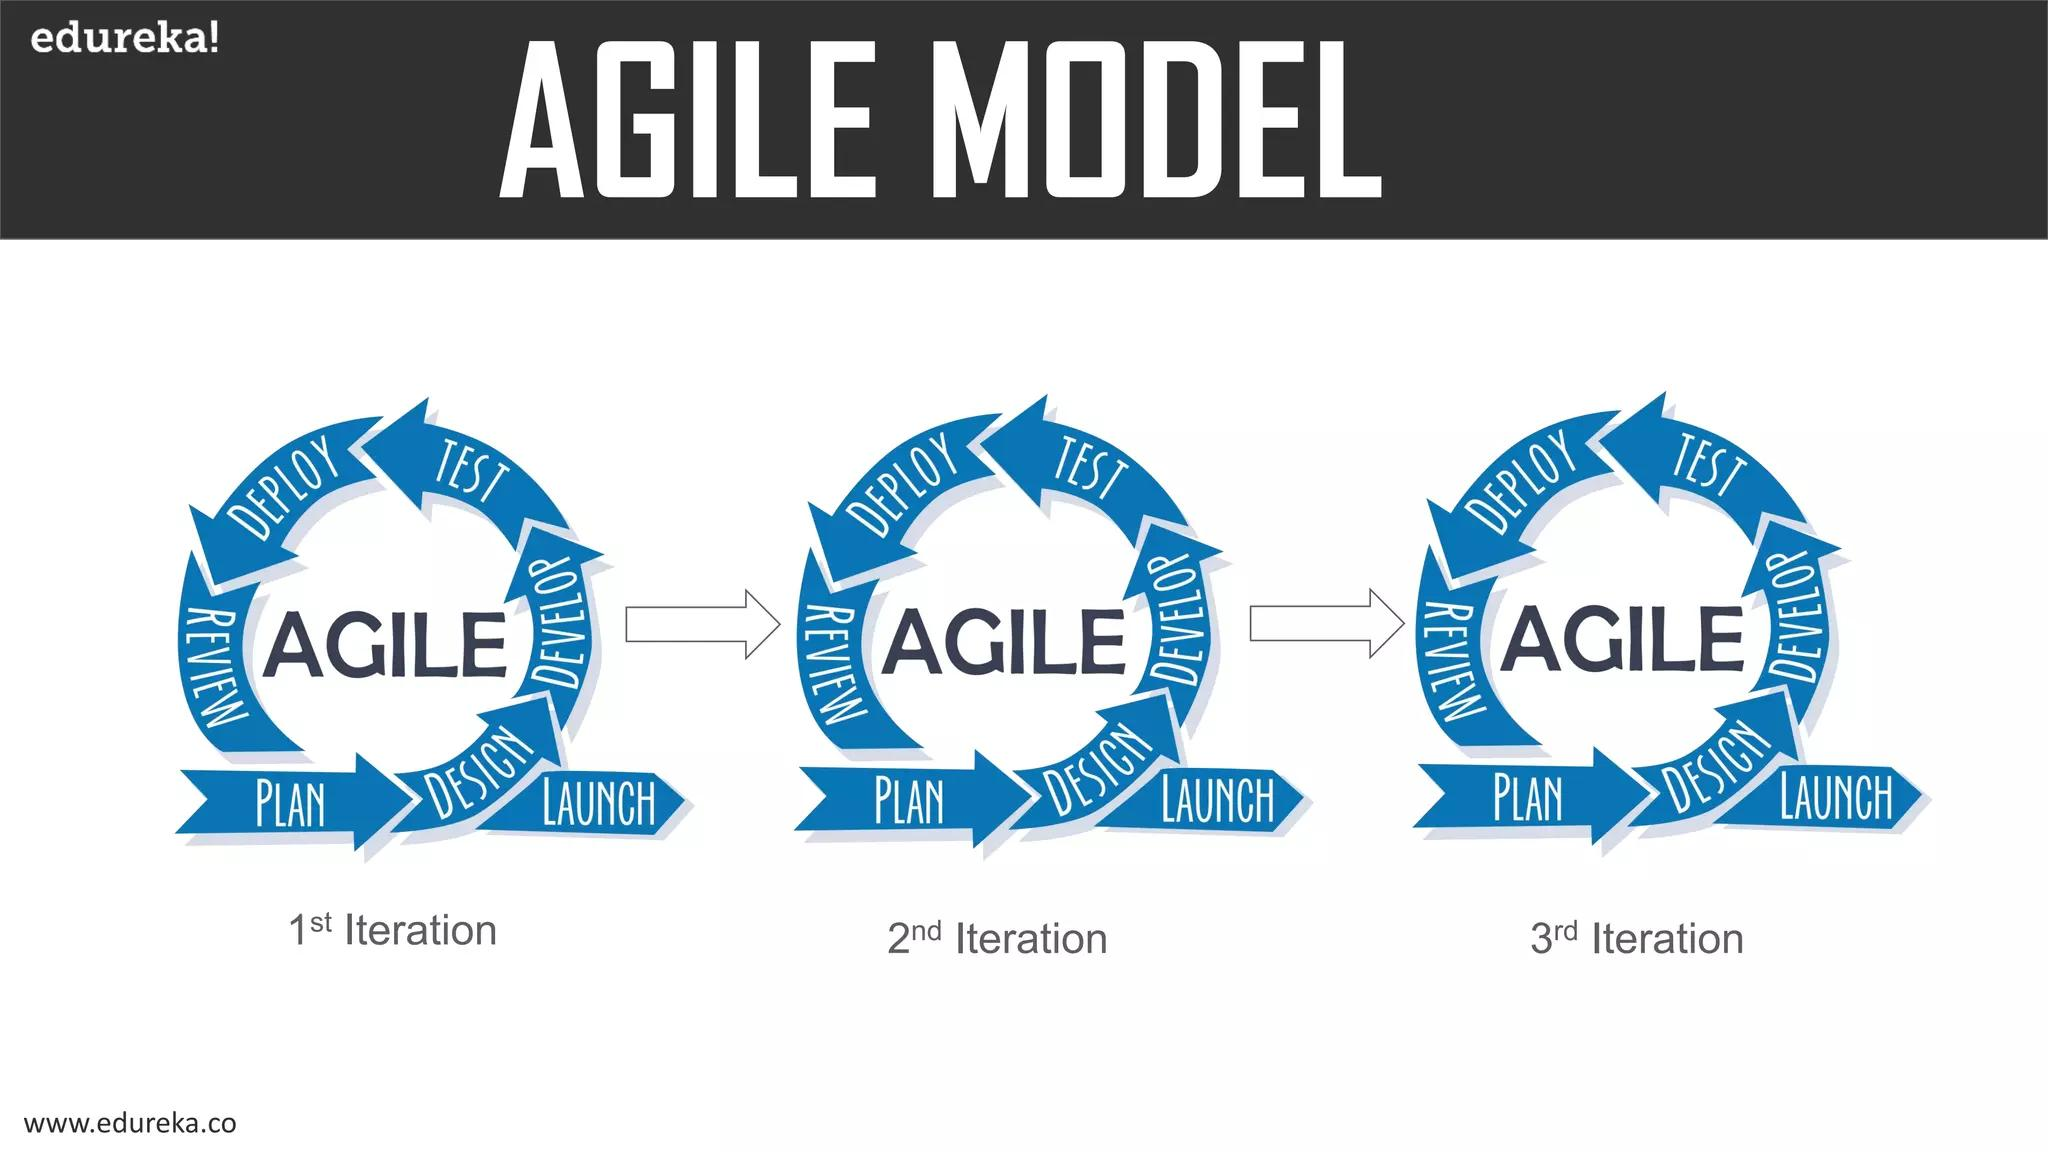 edureka!
AGILE MODEL
DEPLOY
TEST
REVIEW
AGILE
DEVELOP
PLAN
DESIGN
LAUNCH
1st Iteration
DEPLOY
TEST
REVIEW
AGILE
DEVELOP
PLAN
DESIGN
LAUNCH
2nd Iteration
DEPLOY
TEST
REVIEW
AGILE
DEVELOP
PLAN
DESIGN
LAUNCH
3rd Iteration
www.edureka.co